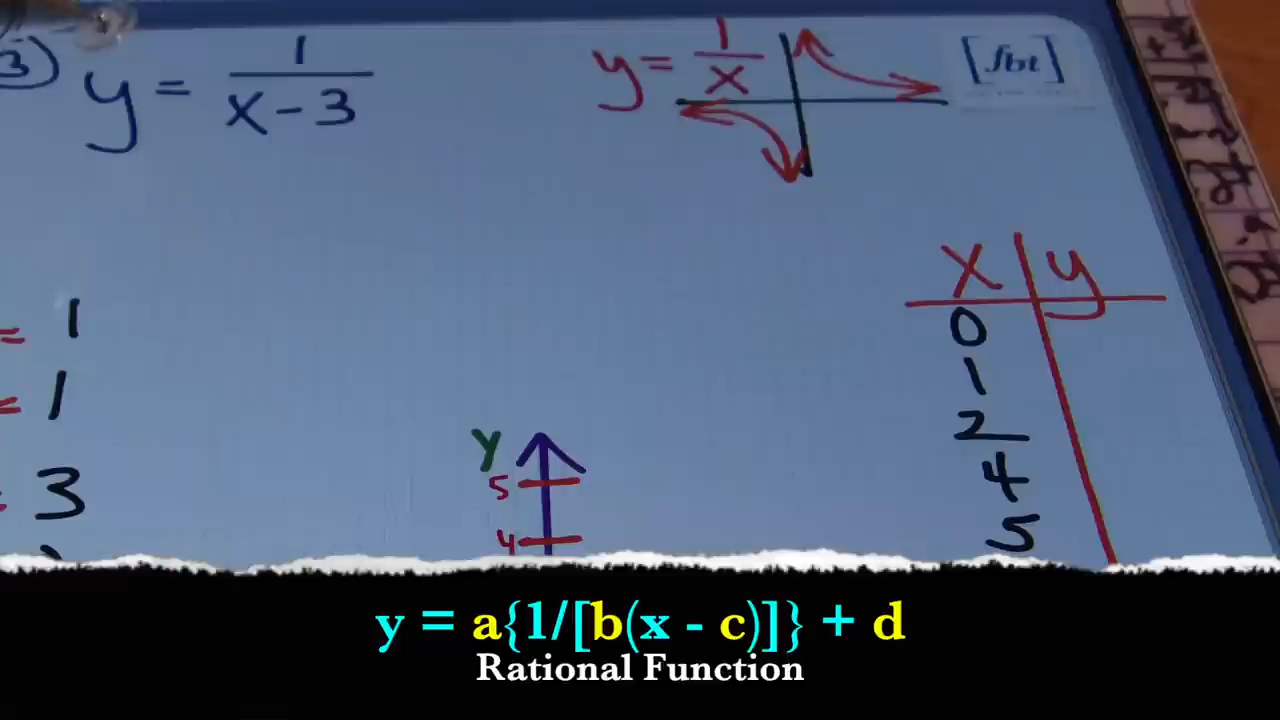 3) y = 1/(x-3)
y = 1/x
[fbt]
x y
0
1
2
4
5
= 1
= 1
3
y
5
4
y = a{1/[b(x - c)]} + d
Rational Function